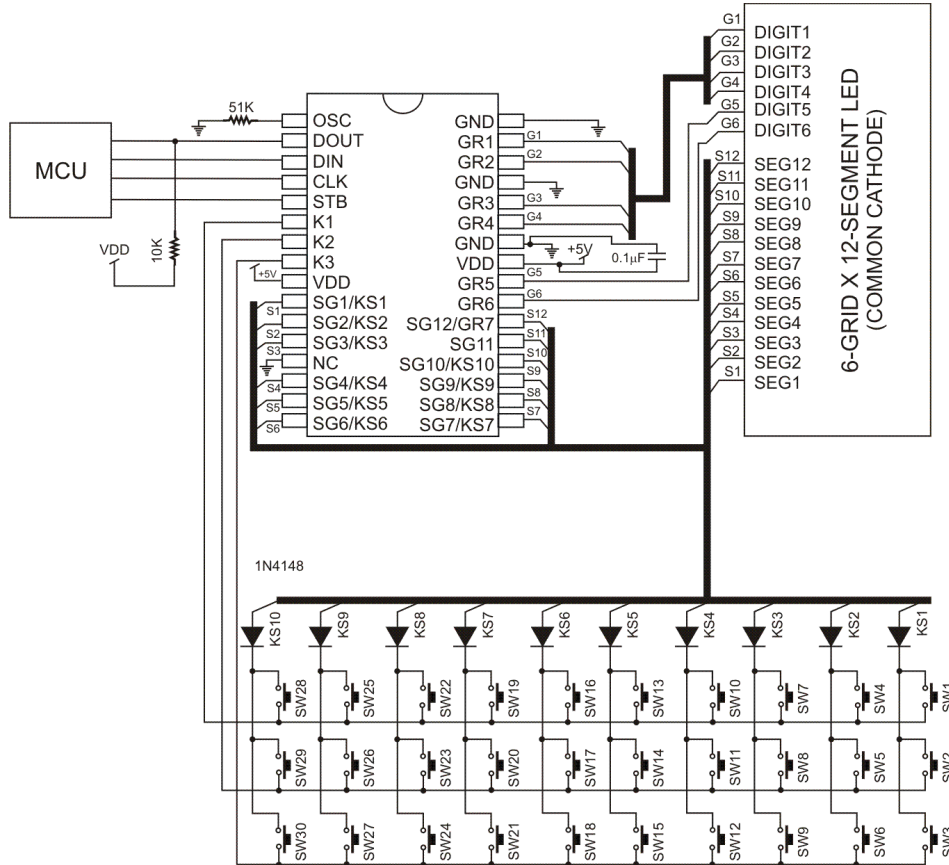 G1
DIGIT1
G2
DIGIT2
G3
DIGIT3
G4
DIGIT4
G5
DIGIT5
G6
DIGIT6
S12
SEG12
S11
SEG11
S10
SEG10
S9
SEG9
S8
SEG8
S7
SEG7
S6
SEG6
S5
SEG5
S4
SEG4
S3
SEG3
S2
SEG2
S1
SEG1
6-GRID X 12-SEGMENT LED
(COMMON CATHODE)
MCU
51K
VDD
10K
OSC
DOUT
DIN
CLK
STB
K1
K2
K3
+5V
VDD
S1
SG1/KS1
SG2/KS2
S2
SG3/KS3
S3
NC
S4
SG4/KS4
S5
SG5/KS5
S6
SG6/KS6
GND
GR1
G1
GR2
G2
GND
GR3
G3
GR4
G4
GND
+5V
0.1µF
VDD
GR5
G5
GR6
G6
SG12/GR7
S12
SG11
S11
SG10/KS10
S10
SG9/KS9
S9
SG8/KS8
S8
SG7/KS7
S7
1N4148
KS10
KS9
KS8
KS7
KS6
KS5
KS4
KS3
KS2
KS1
SW28
SW25
SW22
SW19
SW16
SW13
SW10
SW7
SW4
SW1
SW29
SW26
SW23
SW20
SW17
SW14
SW11
SW8
SW5
SW2
SW30
SW27
SW24
SW21
SW18
SW15
SW12
SW9
SW6
SW3